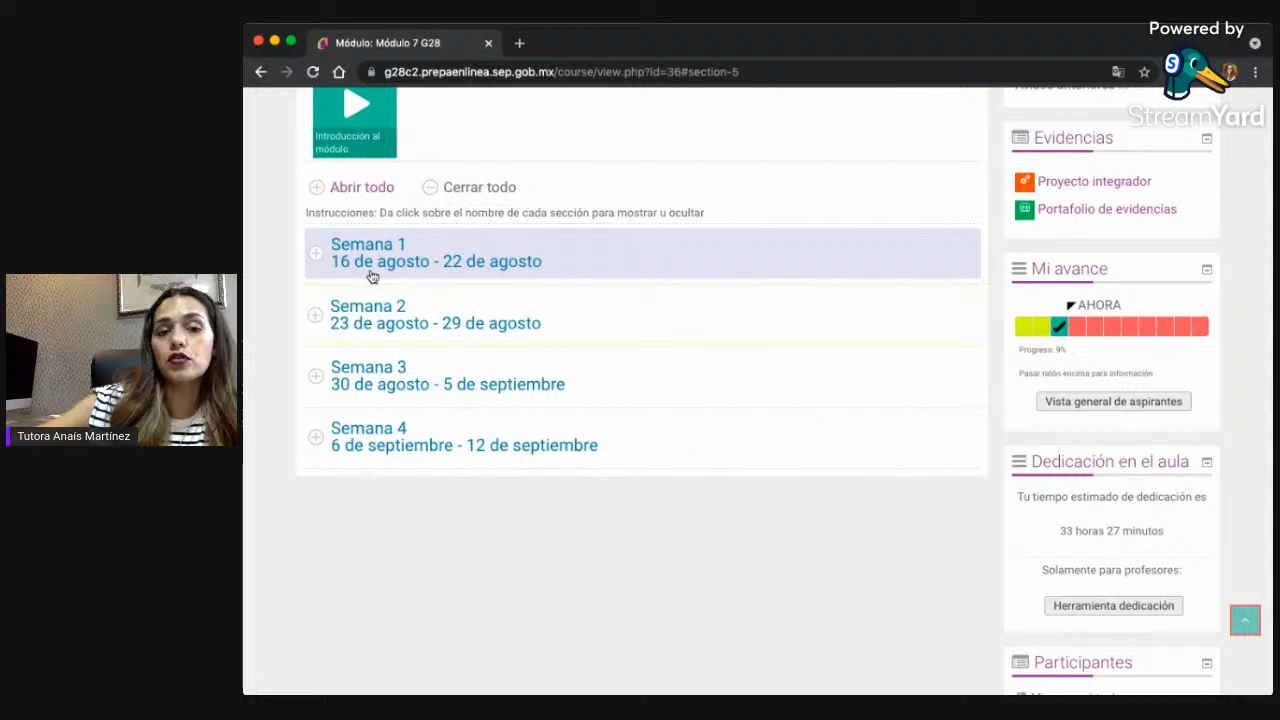 Powered by
StreamYard
Módulo: Módulo 7 G28
g28c2.prepaenlinea.sep.gob.mx/course/view.php?id=36#section-5
Introducción al
módulo
Abrir todo
Cerrar todo
Instrucciones: Da click sobre el nombre de cada sección para mostrar u ocultar
Semana 1
16 de agosto - 22 de agosto
Semana 2
23 de agosto - 29 de agosto
Semana 3
30 de agosto - 5 de septiembre
Semana 4
6 de septiembre - 12 de septiembre
Evidencias
Proyecto integrador
Portafolio de evidencias
Mi avance
AHORA
Progreso: 9%
Pasar ratón encima para información
Vista general de aspirantes
Dedicación en el aula
Tu tiempo estimado de dedicación es
33 horas 27 minutos
Solamente para profesores:
Herramienta dedicación
Participantes
Tutora Anaís Martínez